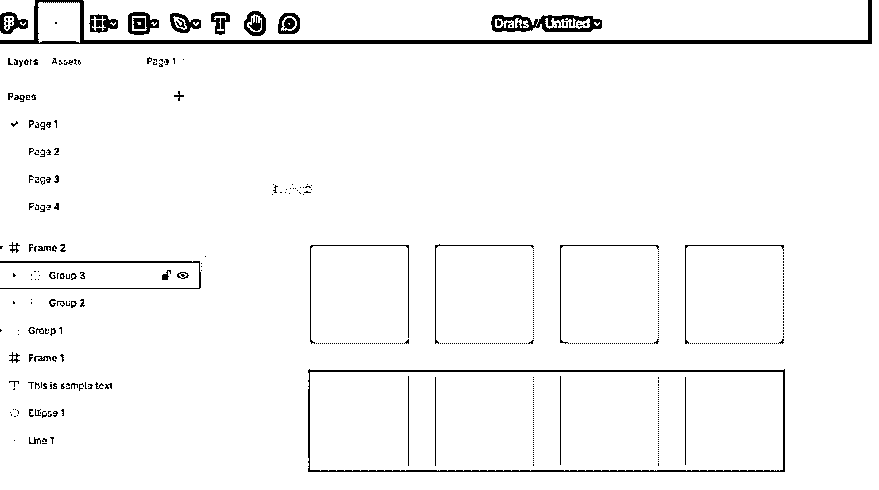 Drafts / Untitled
Layers Assets Page 1
Pages
Page 1
Page 2
Page 3
Page 4
Frame 2
Group 3
Group 2
Group 1
Frame 1
This is sample text
Ellipse 1
Line 1